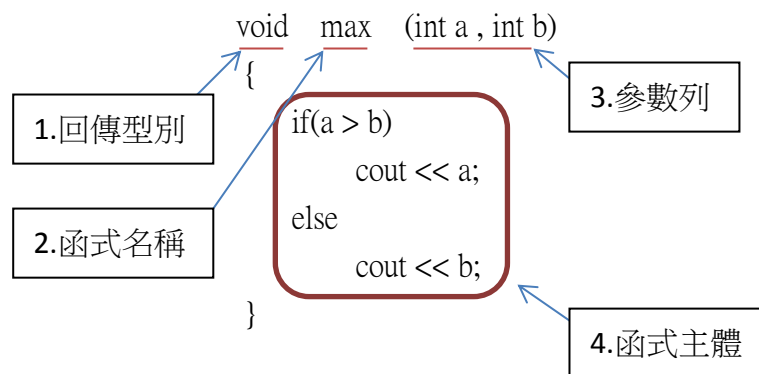 void max (int a , int b)
{
1.回傳型別
3.參數列
if(a > b)
cout << a;
2.函式名稱
else
cout << b;
}
4.函式主體